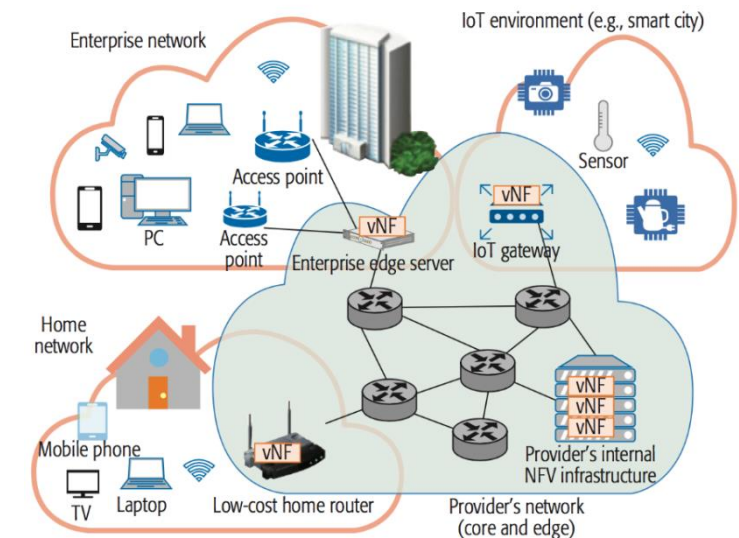 IoT environment (e.g., smart city)
Enterprise network
Sensor
Access point
vNF
vNF
PC
Access
point
Enterprise edge server
IoT gateway
Home
network
vNF
vNF
vNF
Mobile phone
vNF
Provider's internal
NFV infrastructure
TV
Laptop
Low-cost home router
Provider's network
(core and edge)